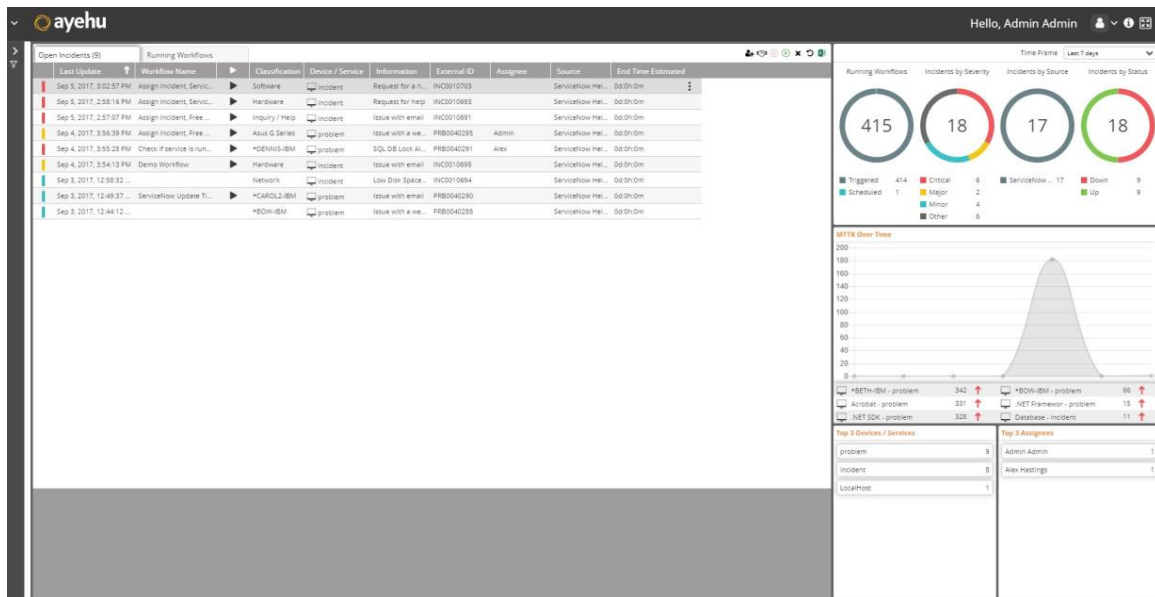 ayehu
Hello, Admin Admin
Open Incidents (9) Running Workflows
Last Update Workflow Name Classification Device / Service Information External ID Assignee Source End Time Estimated
Sep 5, 2017, 3:02:57 PM Assign Incident, Servic... Software incident Request for a n... INC0010703 ServiceNow Hel... 0d:0h:0m
Sep 5, 2017, 2:58:16 PM Assign Incident, Servic... Hardware incident Request for help INC0010693 ServiceNow Hel... 0d:0h:0m
Sep 5, 2017, 2:57:07 PM Assign Incident, Free ... Inquiry / Help incident Issue with email INC0010691 ServiceNow Hel... 0d:0h:0m
Sep 4, 2017, 3:56:39 PM Assign Incident, Free ... Asus G Series problem Issue with a we... PRB0040295 Admin ServiceNow Hel... 0d:0h:0m
Sep 4, 2017, 3:55:28 PM Check if service is run... *DENNIS-IBM problem SQL DB Lock Al... PRB0040291 Alex ServiceNow Hel... 0d:0h:0m
Sep 4, 2017, 3:54:13 PM Demo Workflow Hardware incident Issue with email INC0010698 ServiceNow Hel... 0d:0h:0m
Sep 3, 2017, 12:58:32 ... Network incident Low Disk Space... INC0010694 ServiceNow Hel... 0d:0h:0m
Sep 3, 2017, 12:49:37 ... ServiceNow Update Ti... *CAROL2-IBM problem Issue with email PRB0040290 ServiceNow Hel... 0d:0h:0m
Sep 3, 2017, 12:44:12 ... *BOW-IBM problem Issue with a we... PRB0040288 ServiceNow Hel... 0d:0h:0m
Time Frame Last 7 days
Running Workflows Incidents by Severity Incidents by Source Incidents by Status
415 18 17 18
Triggered 414 Critical 6 ServiceNow ... 17 Down 9
Scheduled 1 Major 2 Up 9
Minor 4
Other 6
MTTR Over Time
200
180
160
140
120
100
80
60
40
20
0
*BETH-IBM - problem 342 *BOW-IBM - problem 66
Acrobat - problem 331 .NET Framewor - problem 15
.NET SDK - problem 328 Database - incident 11
Top 3 Devices / Services Top 3 Assignees
problem 9 Admin Admin 1
incident 8 Alex Hastings 1
LocalHost 1